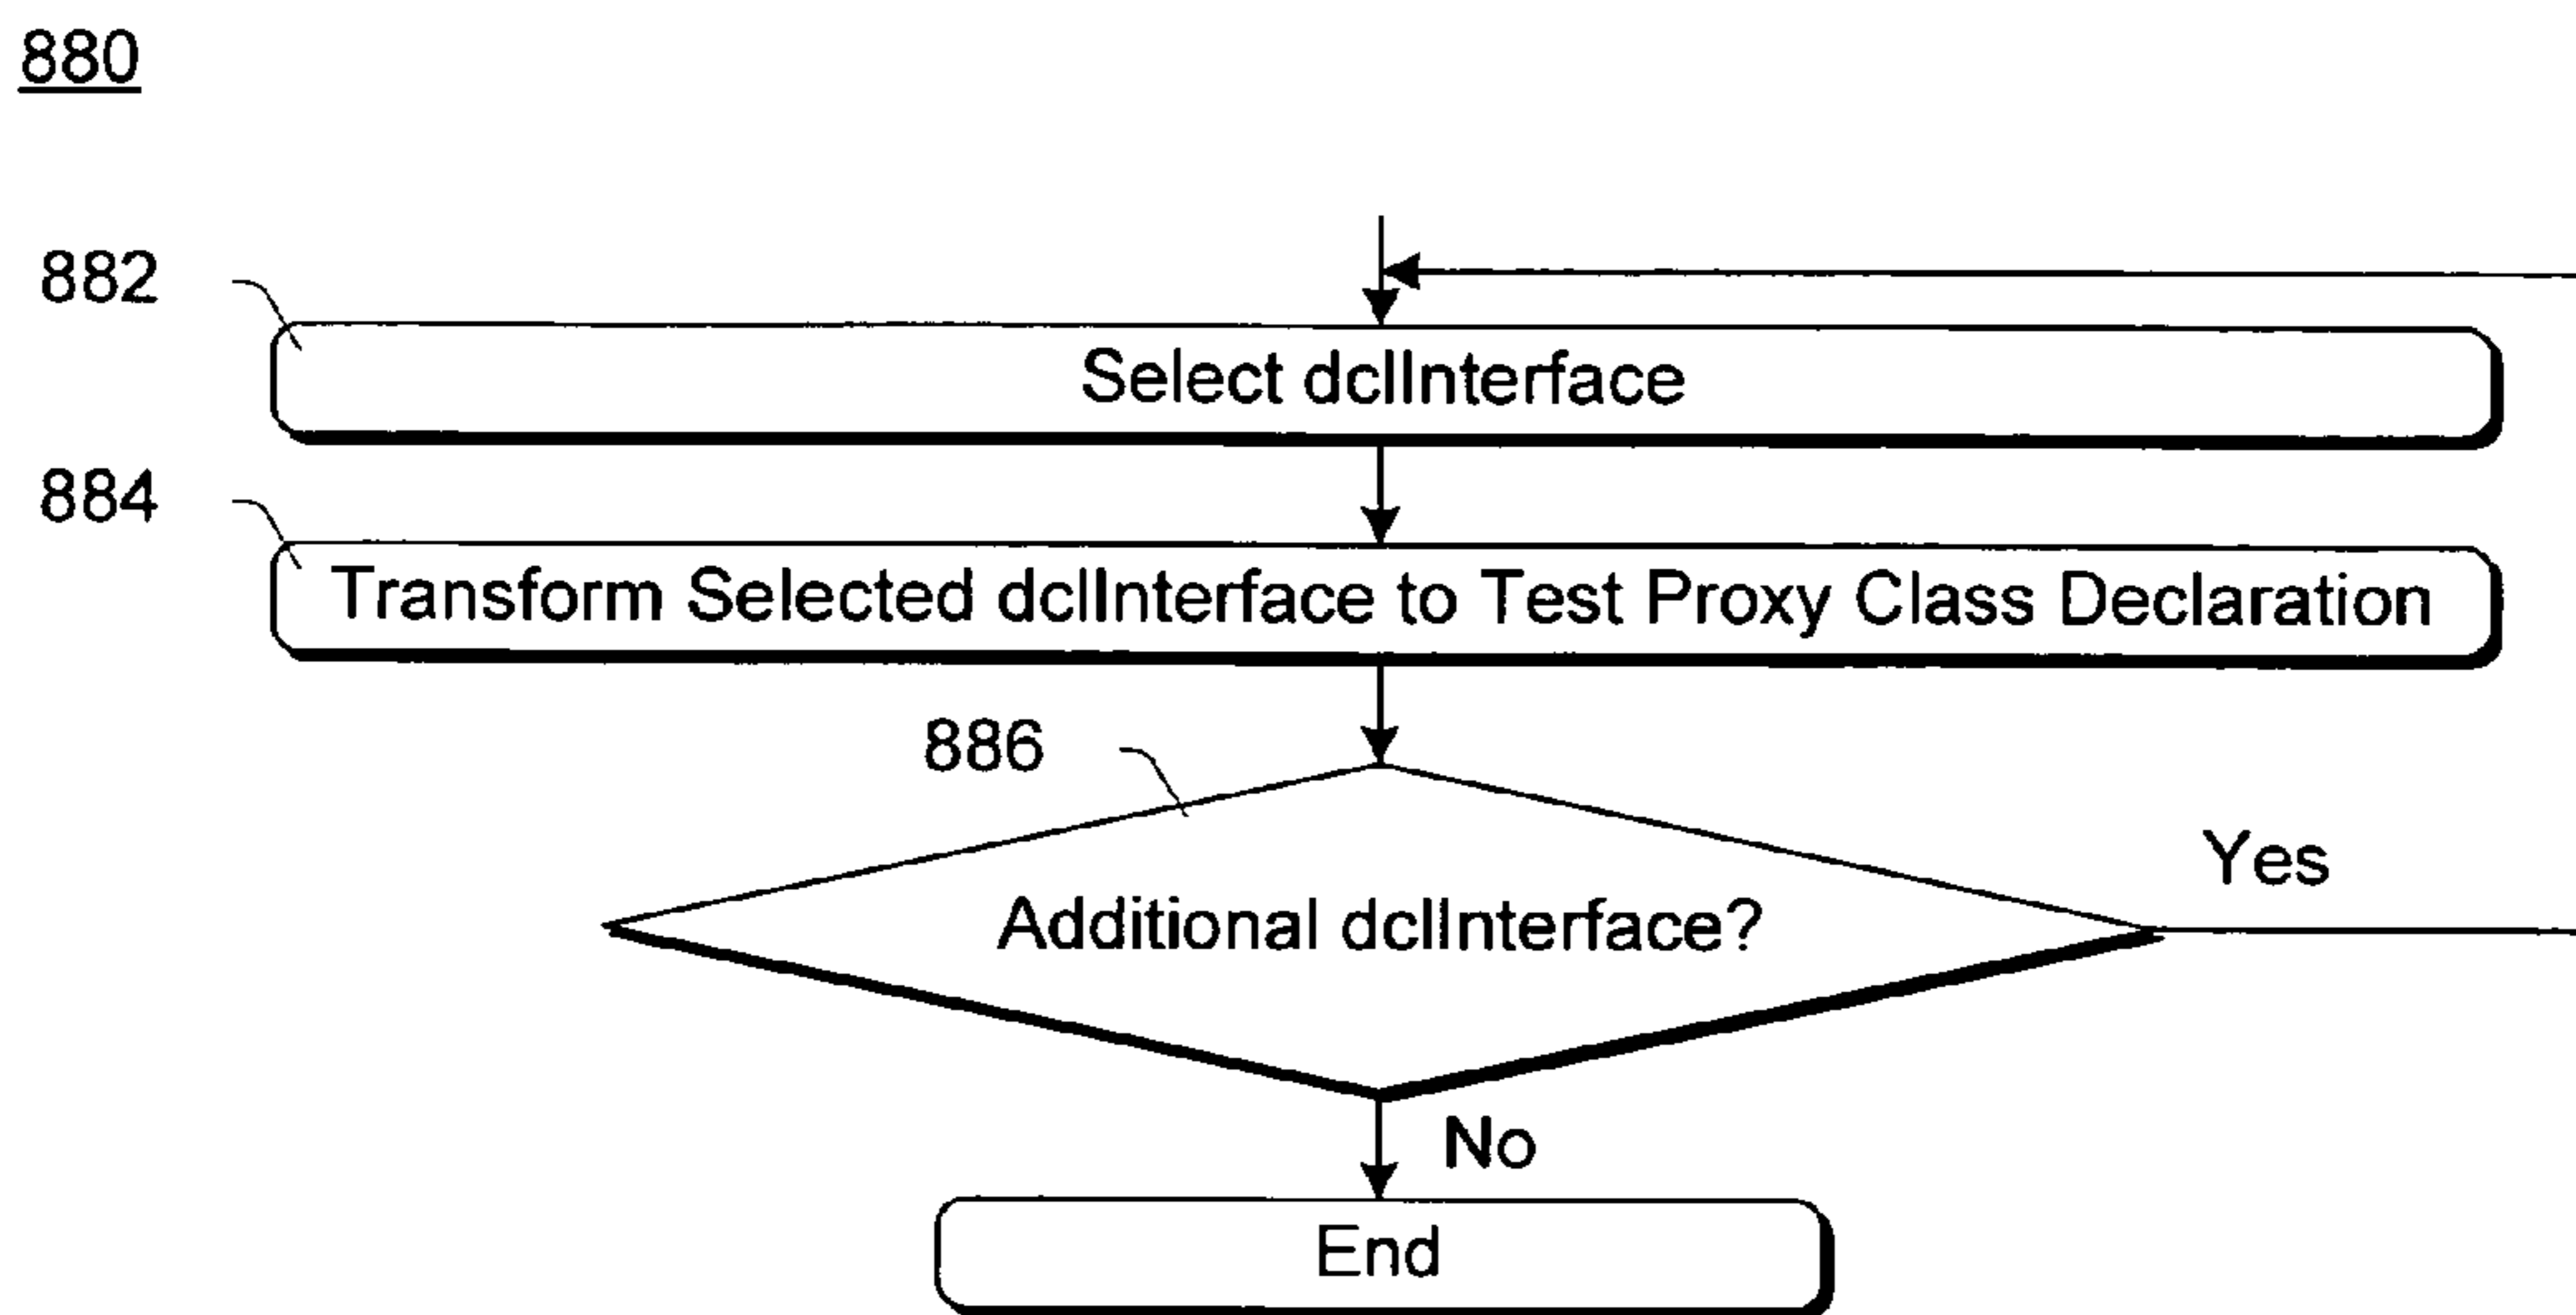 880
882
Select dclInterface
884
Transform Selected dclInterface to Test Proxy Class Declaration
886
Yes
Additional dclInterface?
No
End